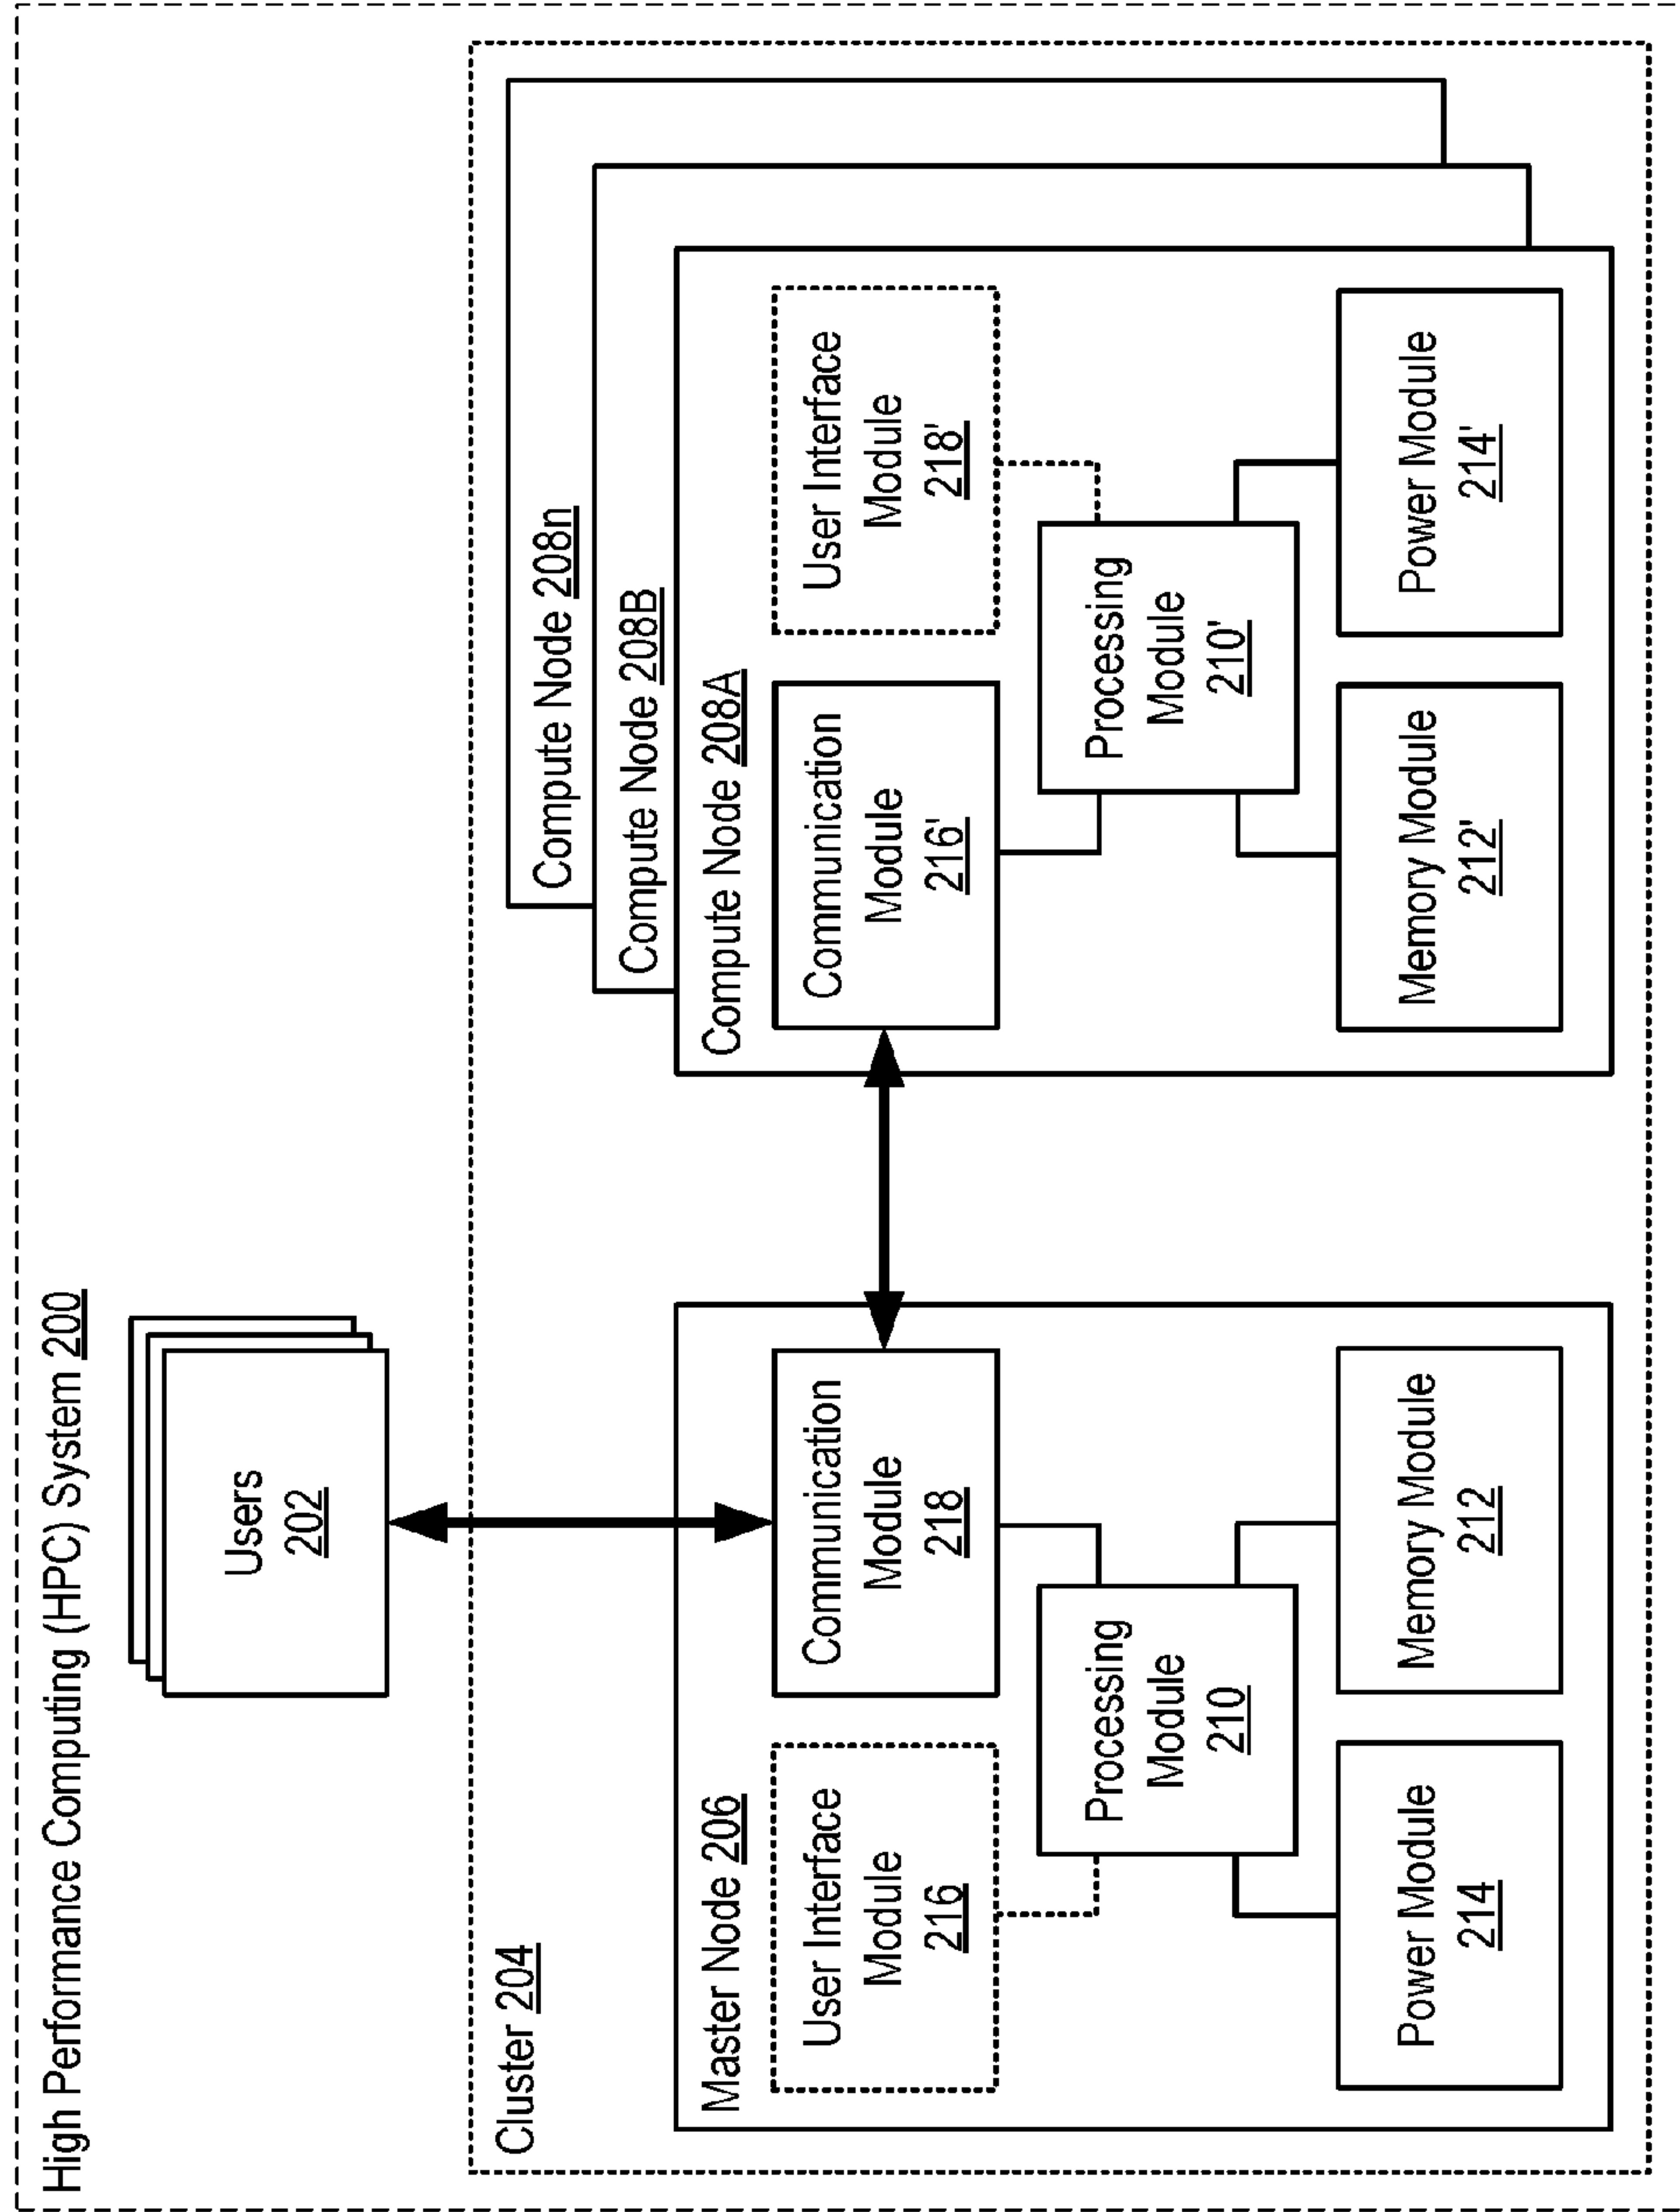 High Performance Computing (HPC) System 200
Users
202
Cluster 204
Master Node 206
User Interface
Module
216
Communication
Module
218
Processing
Module
210
Power Module
214
Memory Module
212
Compute Node 208n
Compute Node 208B
Compute Node 208A
Communication
Module
216'
User Interface
Module
218'
Processing
Module
210'
Memory Module
212'
Power Module
214'